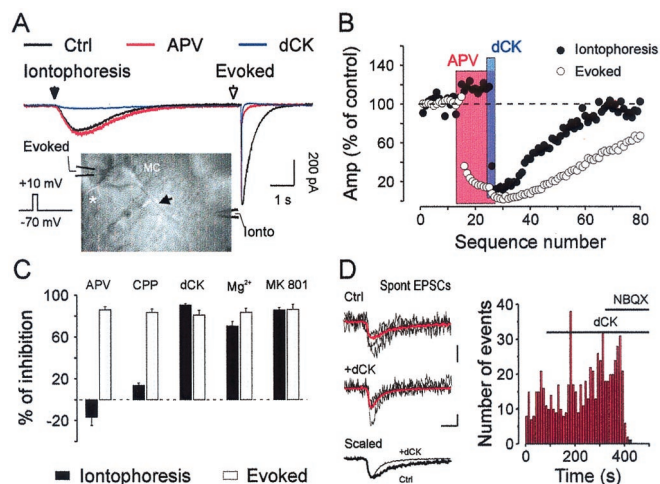 A
Ctrl APV dCK
Iontophoresis Evoked
Evoked
MC
+10 mV
*
-70 mV
Ionto
200 pA
1 s
B
dCK
APV
Iontophoresis
Evoked
Amp (% of control)
140
100
60
20
0 20 40 60 80
Sequence number
C
APV CPP dCK Mg2+ MK 801
% of inhibition
100
60
20
-20
Iontophoresis Evoked
D
Spont EPSCs
Ctrl
+dCK
Scaled
+dCK
Ctrl
NBQX
dCK
Number of events
40
30
20
10
0
0 200 400
Time (s)